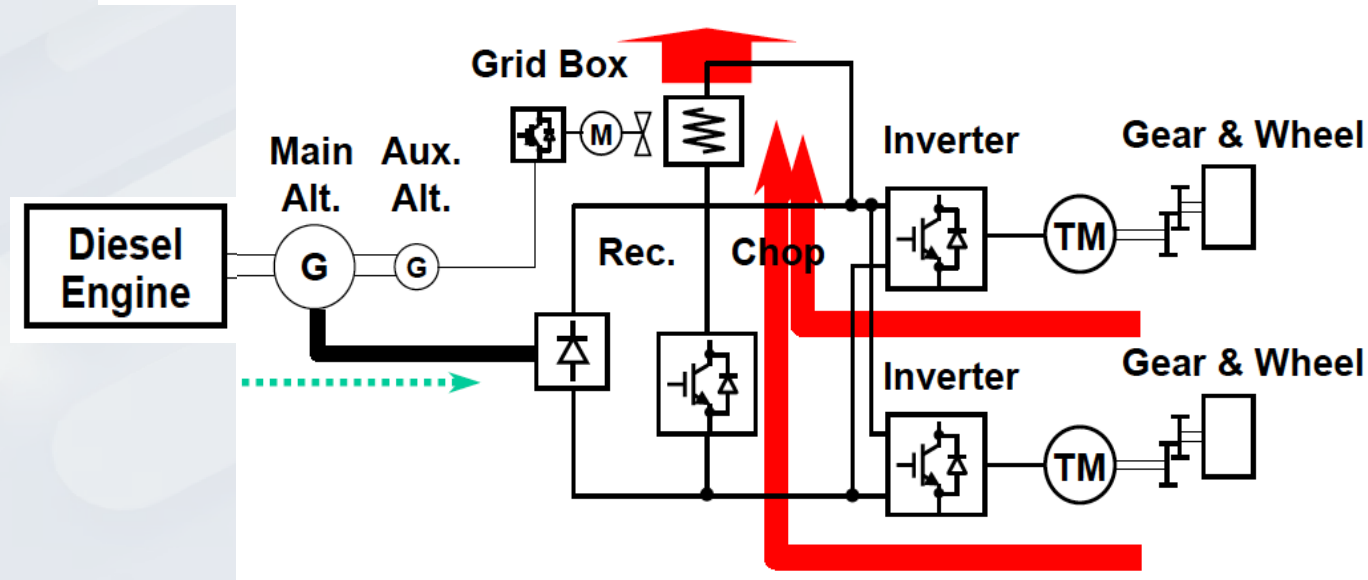 Grid Box
Main Aux.
Alt. Alt.
Diesel
Engine
G
G
M
Rec.
Chop
Inverter
Gear & Wheel
TM
Inverter
Gear & Wheel
TM